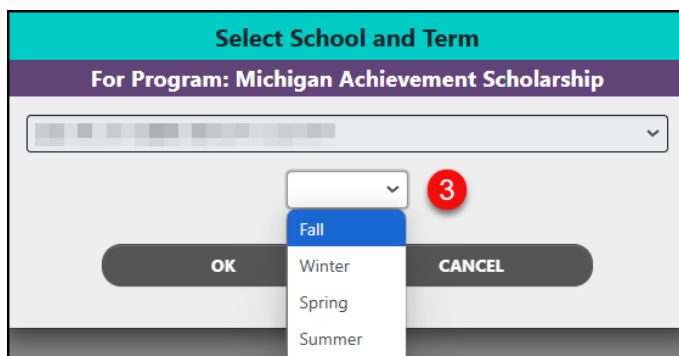 Select School and Term
For Program: Michigan Achievement Scholarship
3
Fall
OK
Winter
CANCEL
Spring
Summer